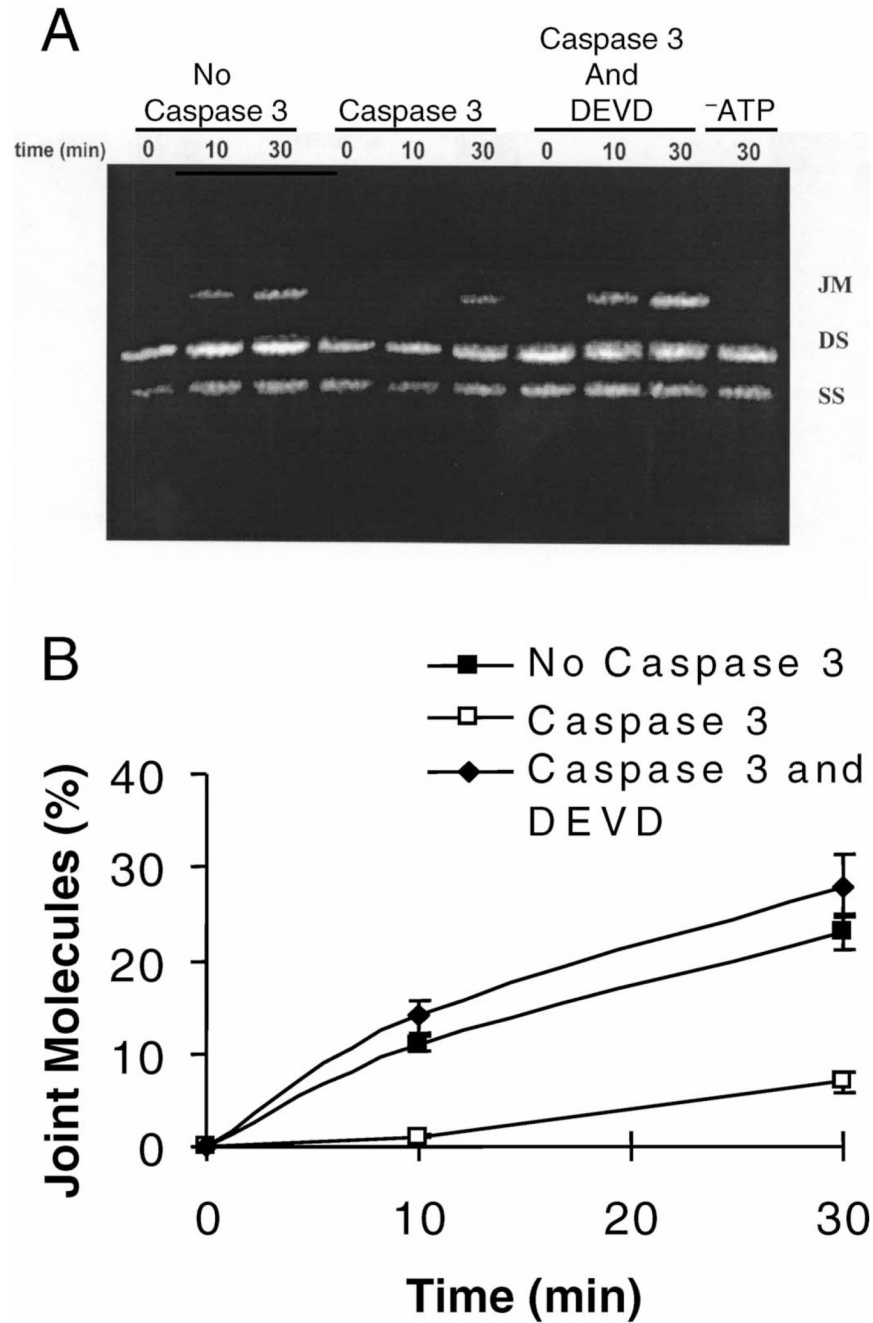 A
No
Caspase 3
Caspase 3
Caspase 3
And
DEVD
-ATP
time (min) 0 10 30 0 10 30 0 10 30 30
JM
DS
SS
B
No Caspase 3
Caspase 3
Caspase 3 and
DEVD
Joint Molecules (%)
40
30
20
10
0
0 10 20 30
Time (min)